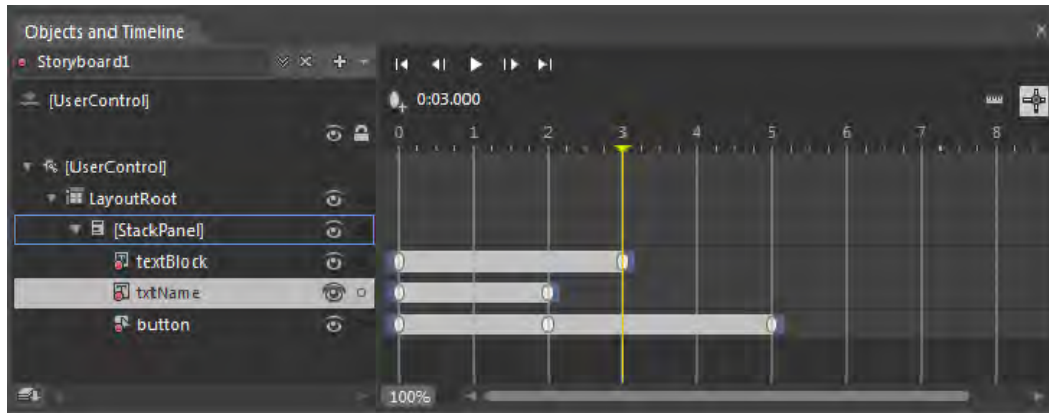 Objects and Timeline
Storyboard1
[UserControl]
0:03.000
0 1 2 3 4 5 6 7 8
[UserControl]
LayoutRoot
[StackPanel]
textBlock
txtName
button
100%